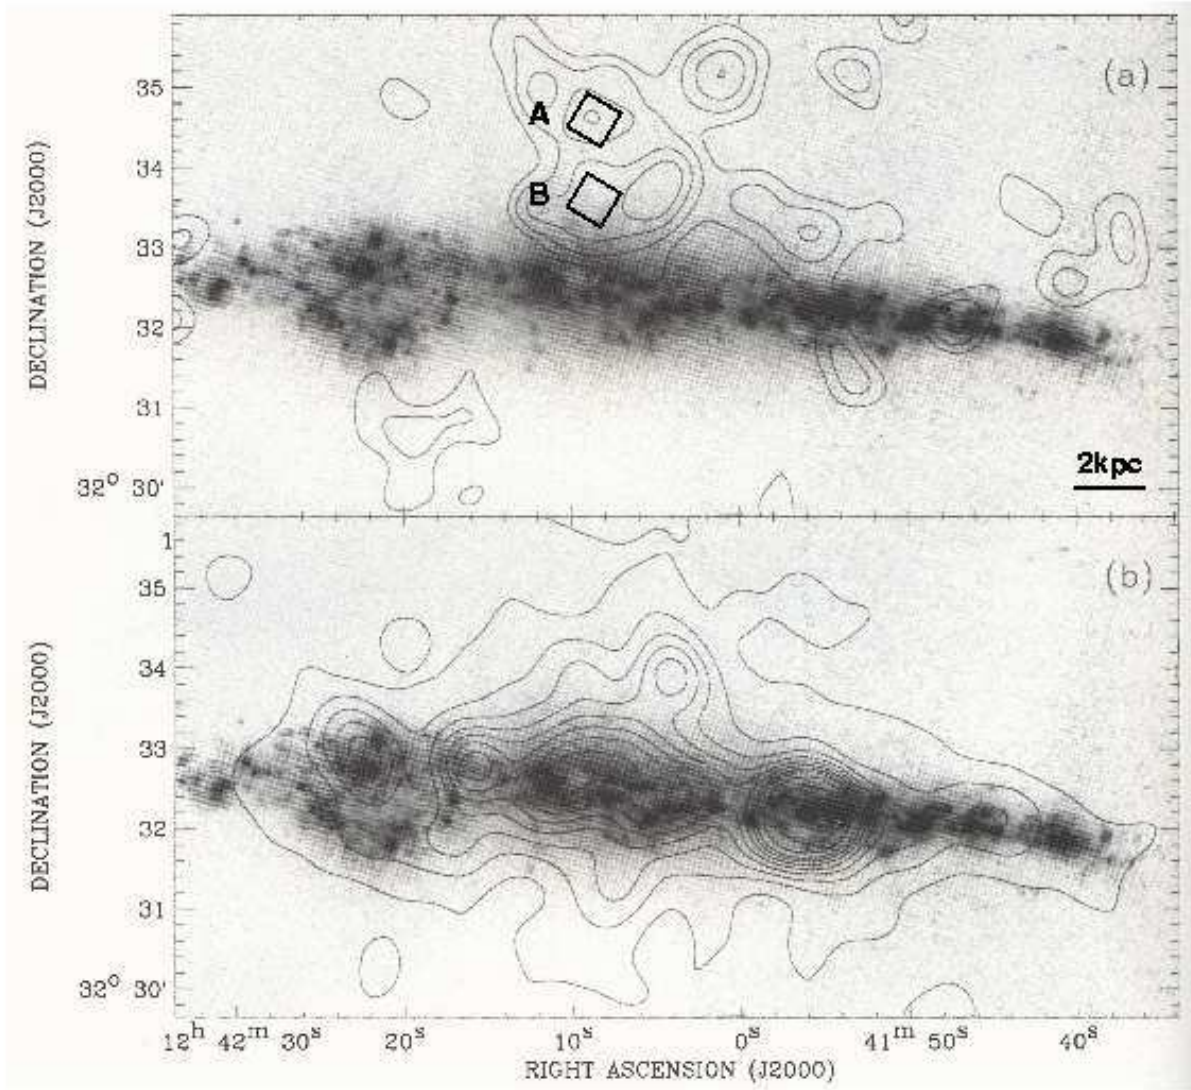 (a)
35
A
34
B
33
32
31
32° 30'
DECLINATION (J2000)
2kpc
1
(b)
35
34
33
32
31
32° 30'
DECLINATION (J2000)
12ʰ 42ᵐ 30ˢ 20ˢ 10ˢ 0ˢ 41ᵐ 50ˢ 40ˢ
RIGHT ASCENSION (J2000)